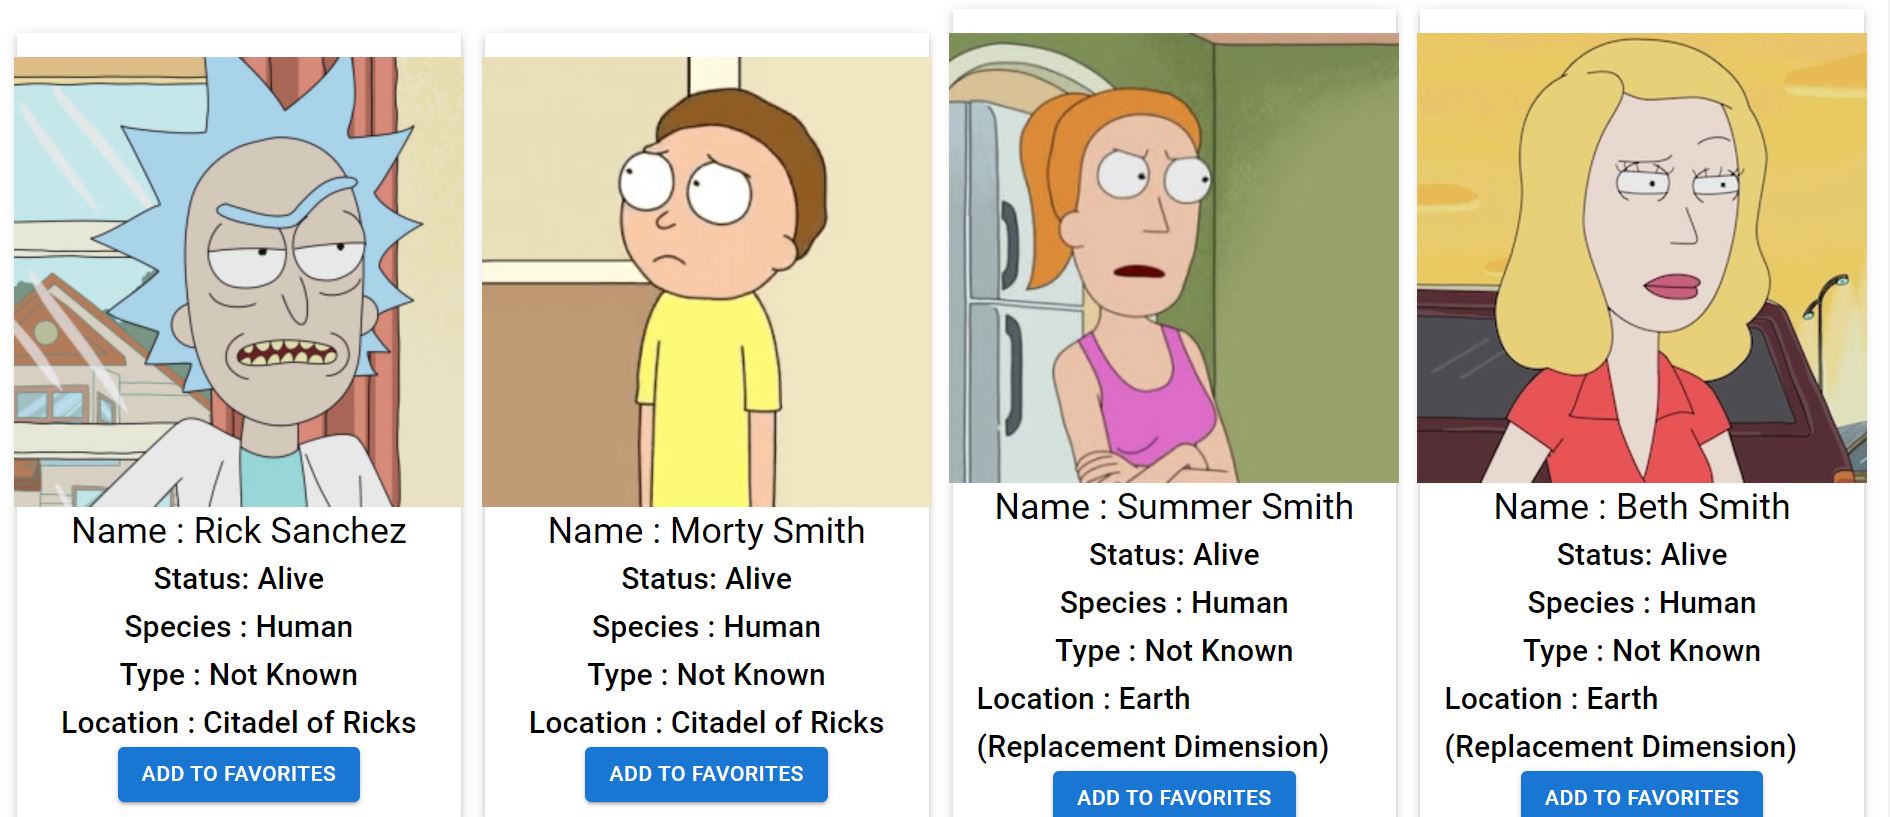 Name : Rick Sanchez
Status: Alive
Species : Human
Type : Not Known
Location : Citadel of Ricks
ADD TO FAVORITES
Name : Morty Smith
Status: Alive
Species : Human
Type : Not Known
Location : Citadel of Ricks
ADD TO FAVORITES
Name : Summer Smith
Status: Alive
Species : Human
Type : Not Known
Location : Earth
(Replacement Dimension)
ADD TO FAVORITES
Name : Beth Smith
Status: Alive
Species : Human
Type : Not Known
Location : Earth
(Replacement Dimension)
ADD TO FAVORITES